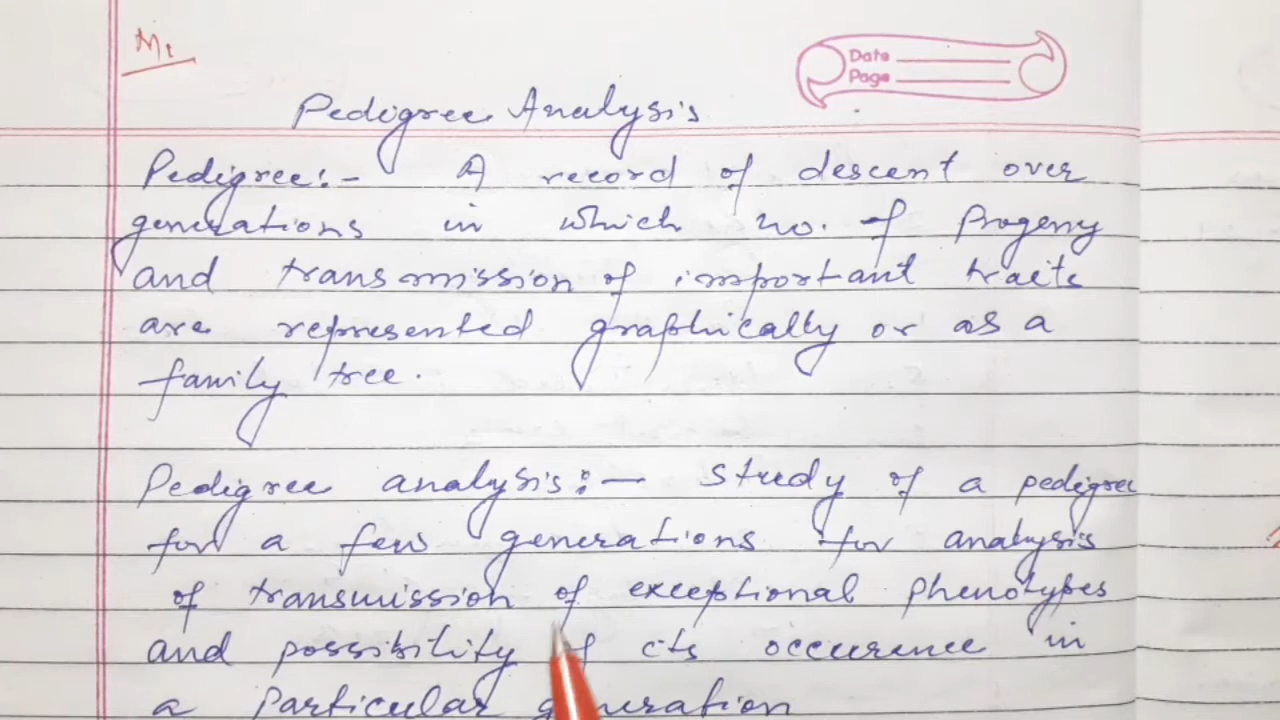 M1
Date
Page
Pedigree Analysis
Pedigree:- A record of descent over
generations in which no. of Progeny
and transmission of important traits
are represented graphically or as a
family tree.
Pedigree analysis:- Study of a pedigree
for a few generations for analysis
of transmission of exceptional phenotypes
and possibility of its occurence in
a particular generation